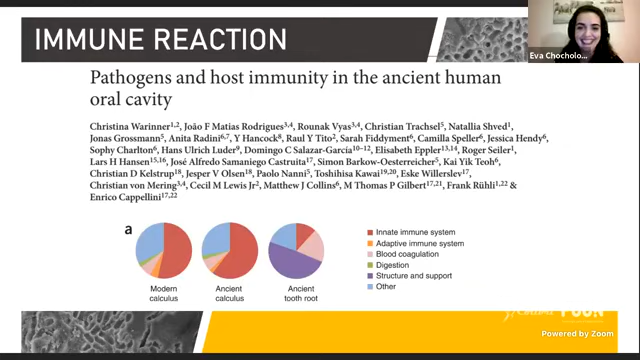 IMMUNE REACTION
Eva Chocholo...
Pathogens and host immunity in the ancient human
oral cavity
Christina Warinner1,2, João F Matias Rodrigues3,4, Rounak Vyas3,4, Christian Trachsel5, Natallia Shved1,
Jonas Grossmann5, Anita Radini6,7, Y Hancock8, Raul Y Tito2, Sarah Fiddyment6, Camilla Speller6, Jessica Hendy6,
Sophy Charlton6, Hans Ulrich Luder9, Domingo C Salazar-García10–12, Elisabeth Eppler13,14, Roger Seiler1,
Lars H Hansen15,16, José Alfredo Samaniego Castruita17, Simon Barkow-Oesterreicher5, Kai Yik Teoh6,
Christian D Kelstrup18, Jesper V Olsen18, Paolo Nanni5, Toshihisa Kawai19,20, Eske Willerslev17,
Christian von Mering3,4, Cecil M Lewis Jr2, Matthew J Collins6, M Thomas P Gilbert17,21, Frank Rühli1,22 &
Enrico Cappellini17,22
a
Modern
calculus
Ancient
calculus
Ancient
tooth root
Innate immune system
Adaptive immune system
Blood coagulation
Digestion
Structure and support
Other
Powered by Zoom